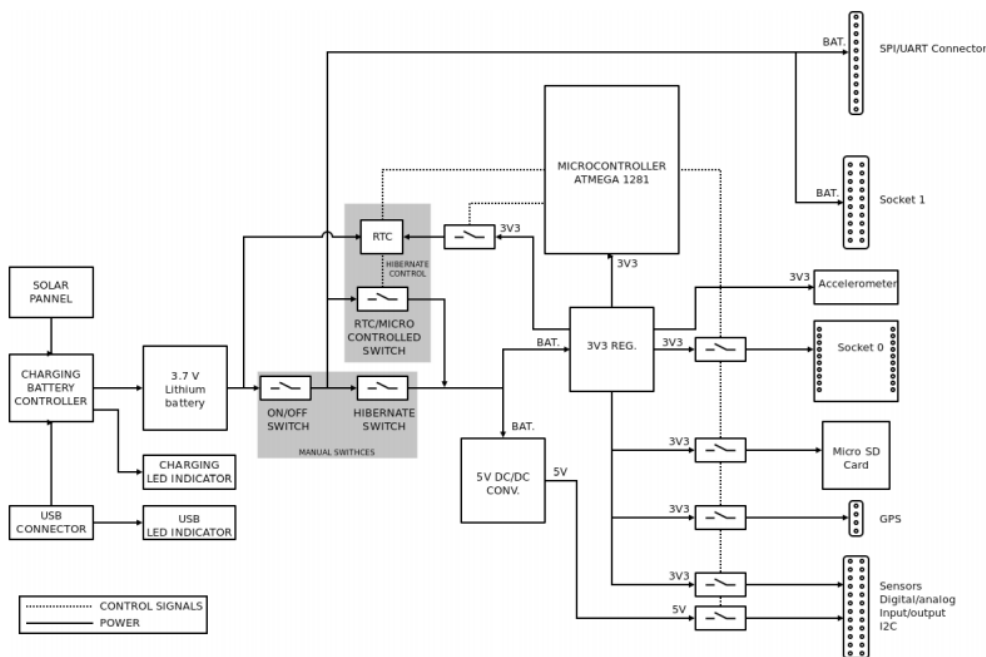 BAT.
SPI/UART Connector
MICROCONTROLLER
ATMEGA 1281
BAT.
Socket 1
RTC
3V3
HIBERNATE
CONTROL
3V3
SOLAR
PANNEL
3V3
Accelerometer
RTC/MICRO
CONTROLLED
SWITCH
BAT.
3V3 REG.
3V3
Socket 0
CHARGING
BATTERY
CONTROLLER
3.7 V
Lithium
battery
ON/OFF
SWITCH
HIBERNATE
SWITCH
MANUAL SWITHCES
BAT.
3V3
Micro SD
Card
CHARGING
LED INDICATOR
5V DC/DC
CONV.
5V
USB
CONNECTOR
USB
LED INDICATOR
3V3
GPS
3V3
5V
Sensors
Digital/analog
Input/output
I2C
CONTROL SIGNALS
POWER